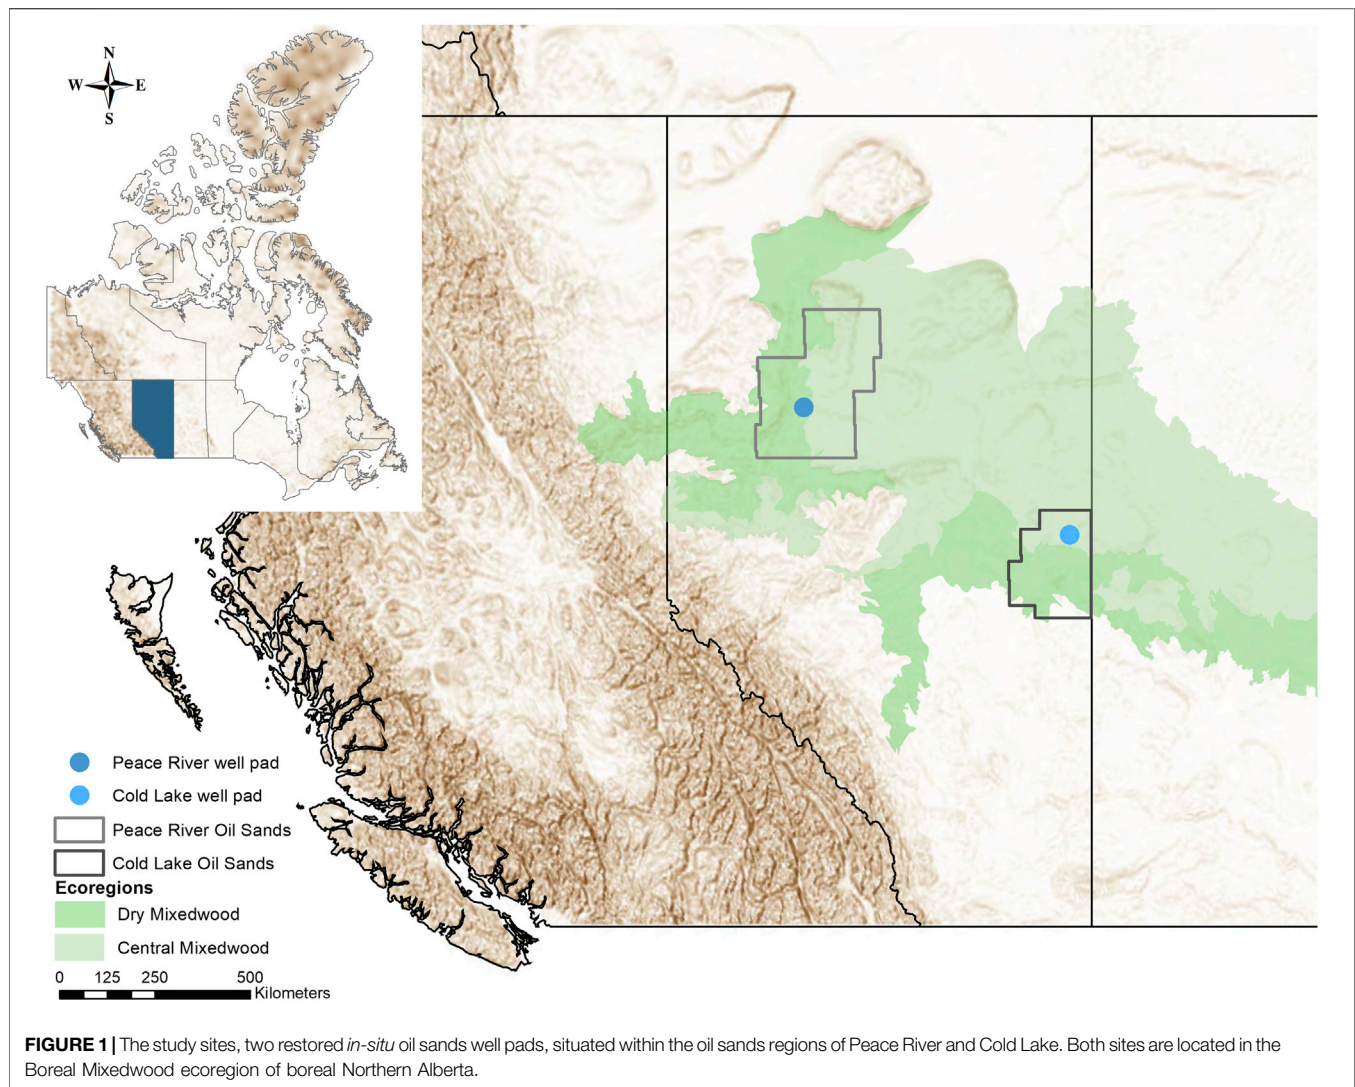 N
W E
S
Peace River well pad
Cold Lake well pad
Peace River Oil Sands
Cold Lake Oil Sands
Ecoregions
Dry Mixedwood
Central Mixedwood
0 125 250 500
Kilometers
FIGURE 1 | The study sites, two restored in-situ oil sands well pads, situated within the oil sands regions of Peace River and Cold Lake. Both sites are located in the
Boreal Mixedwood ecoregion of boreal Northern Alberta.